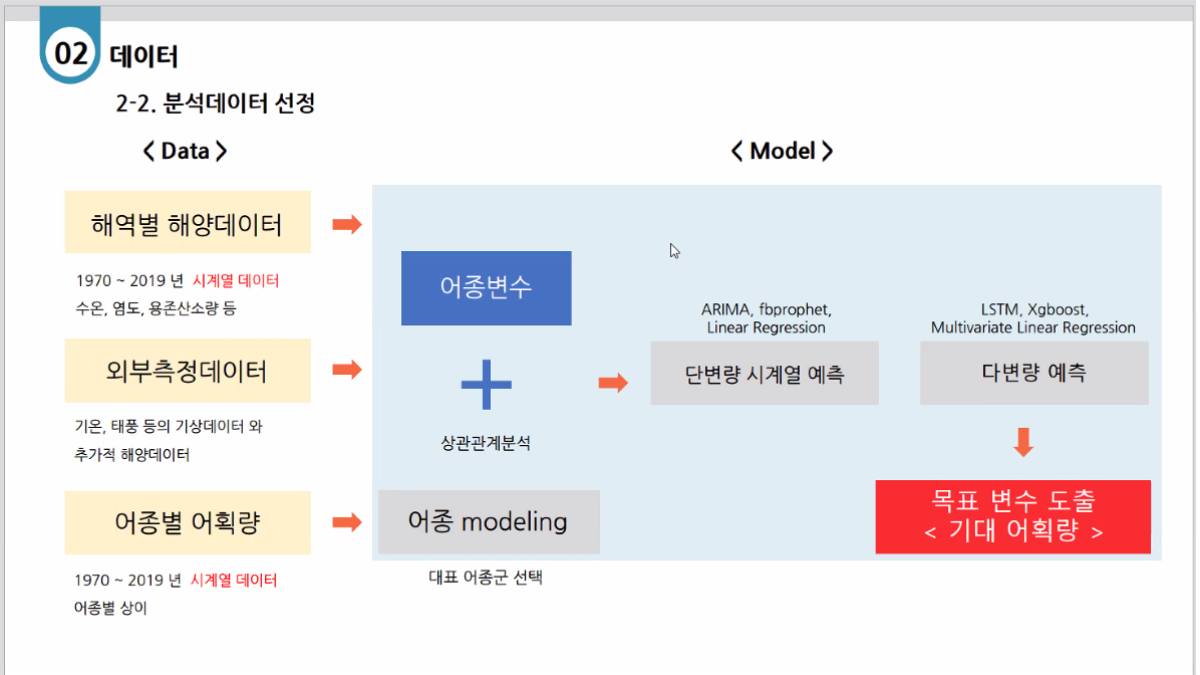 02 데이터
2-2. 분석데이터 선정
< Data >
< Model >
해역별 해양데이터
1970 ~ 2019 년 시계열 데이터
수온, 염도, 용존산소량 등
외부측정데이터
기온, 태풍 등의 기상데이터 와
추가적 해양데이터
어종별 어획량
1970 ~ 2019 년 시계열 데이터
어종별 상이
어종변수
+
상관관계분석
어종 modeling
대표 어종군 선택
ARIMA, fbprophet,
Linear Regression
단변량 시계열 예측
LSTM, Xgboost,
Multivariate Linear Regression
다변량 예측
목표 변수 도출
< 기대 어획량 >